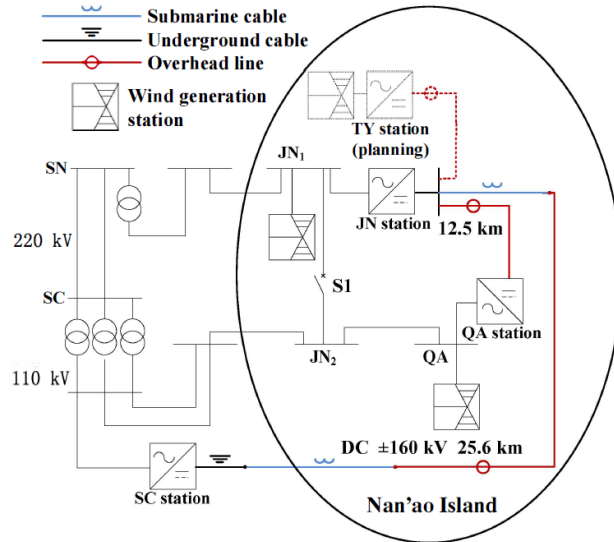 Submarine cable
Underground cable
Overhead line
Wind generation
station
TY station
(planning)
JN₁
SN
JN station
12.5 km
220 kV
S1
SC
QA station
JN₂
QA
110 kV
DC ±160 kV 25.6 km
SC station
Nan'ao Island